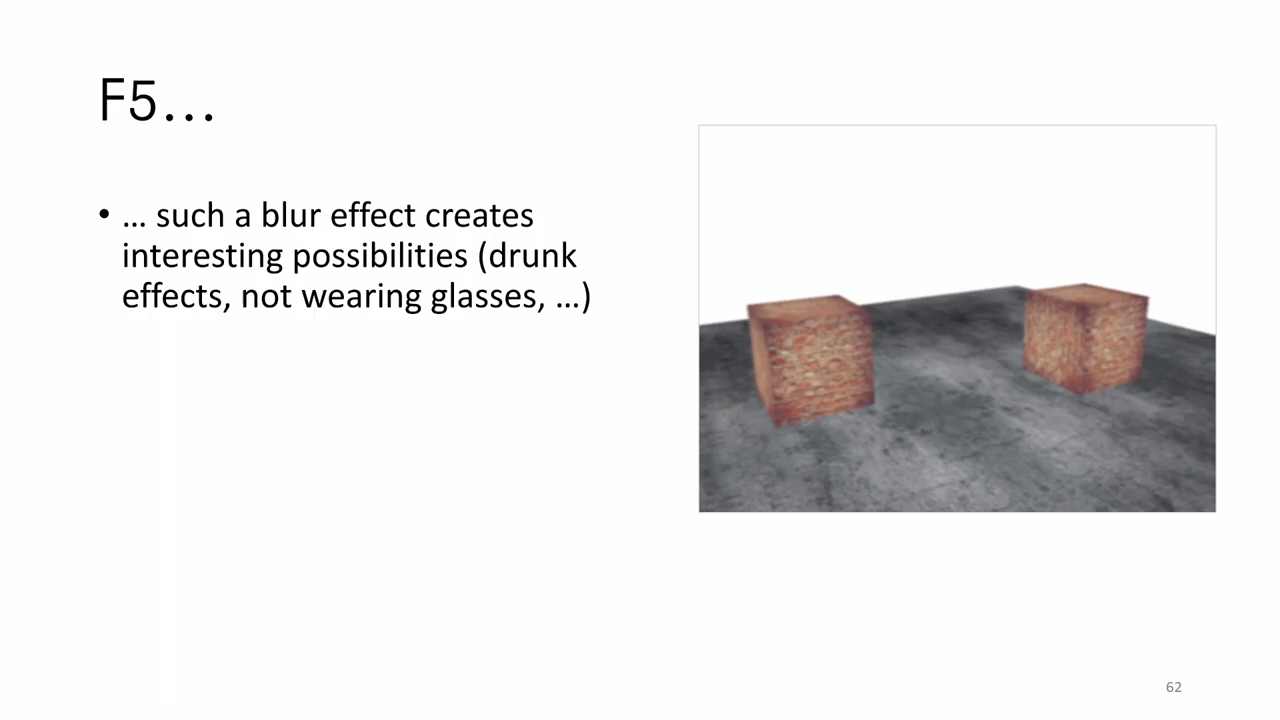 F5…
• … such a blur effect creates
interesting possibilities (drunk
effects, not wearing glasses, …)
62